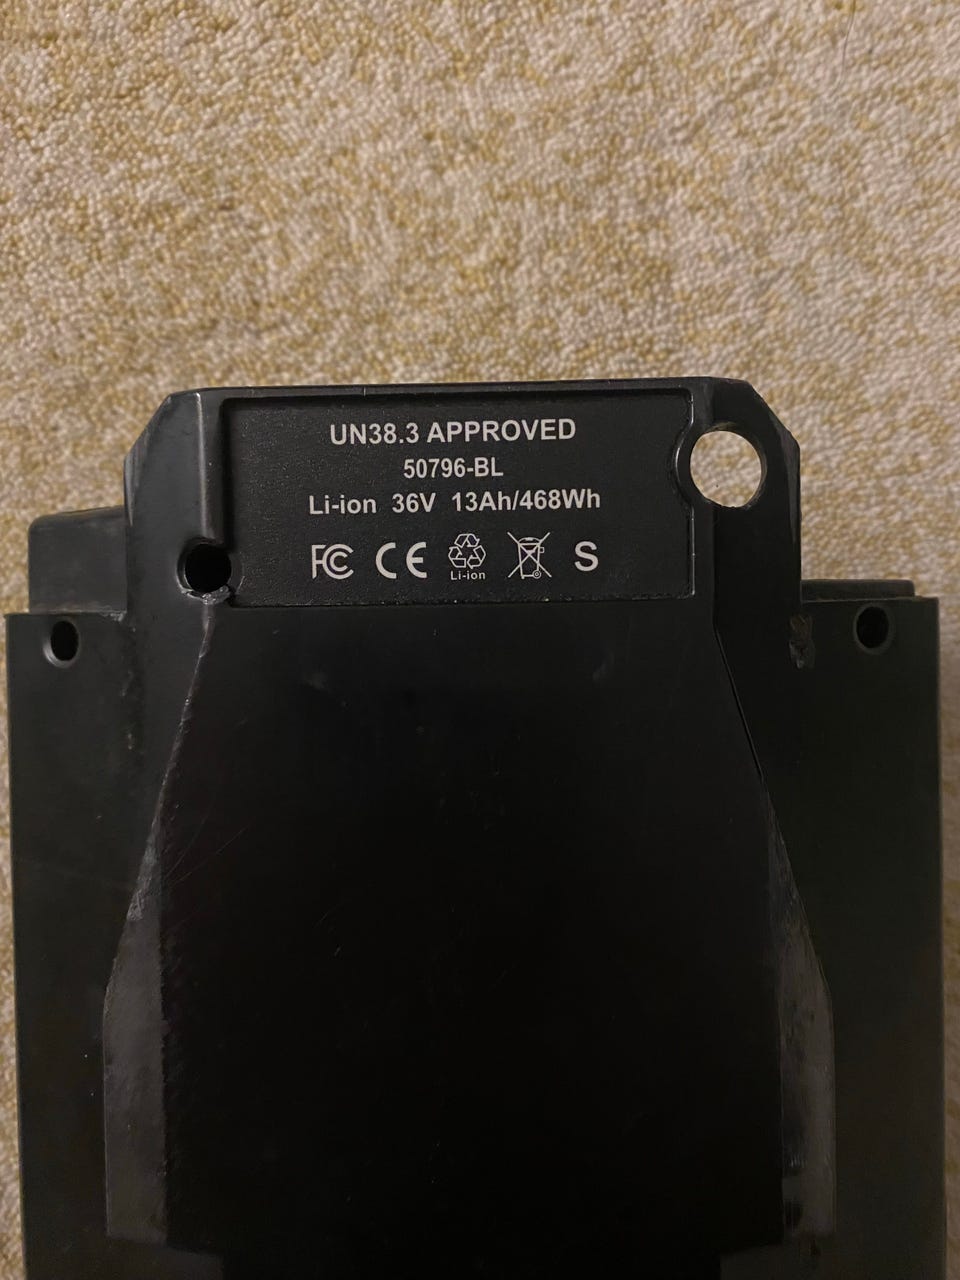 UN38.3 APPROVED
50796-BL
Li-ion 36V 13Ah/468Wh
FC CE Li-ion S